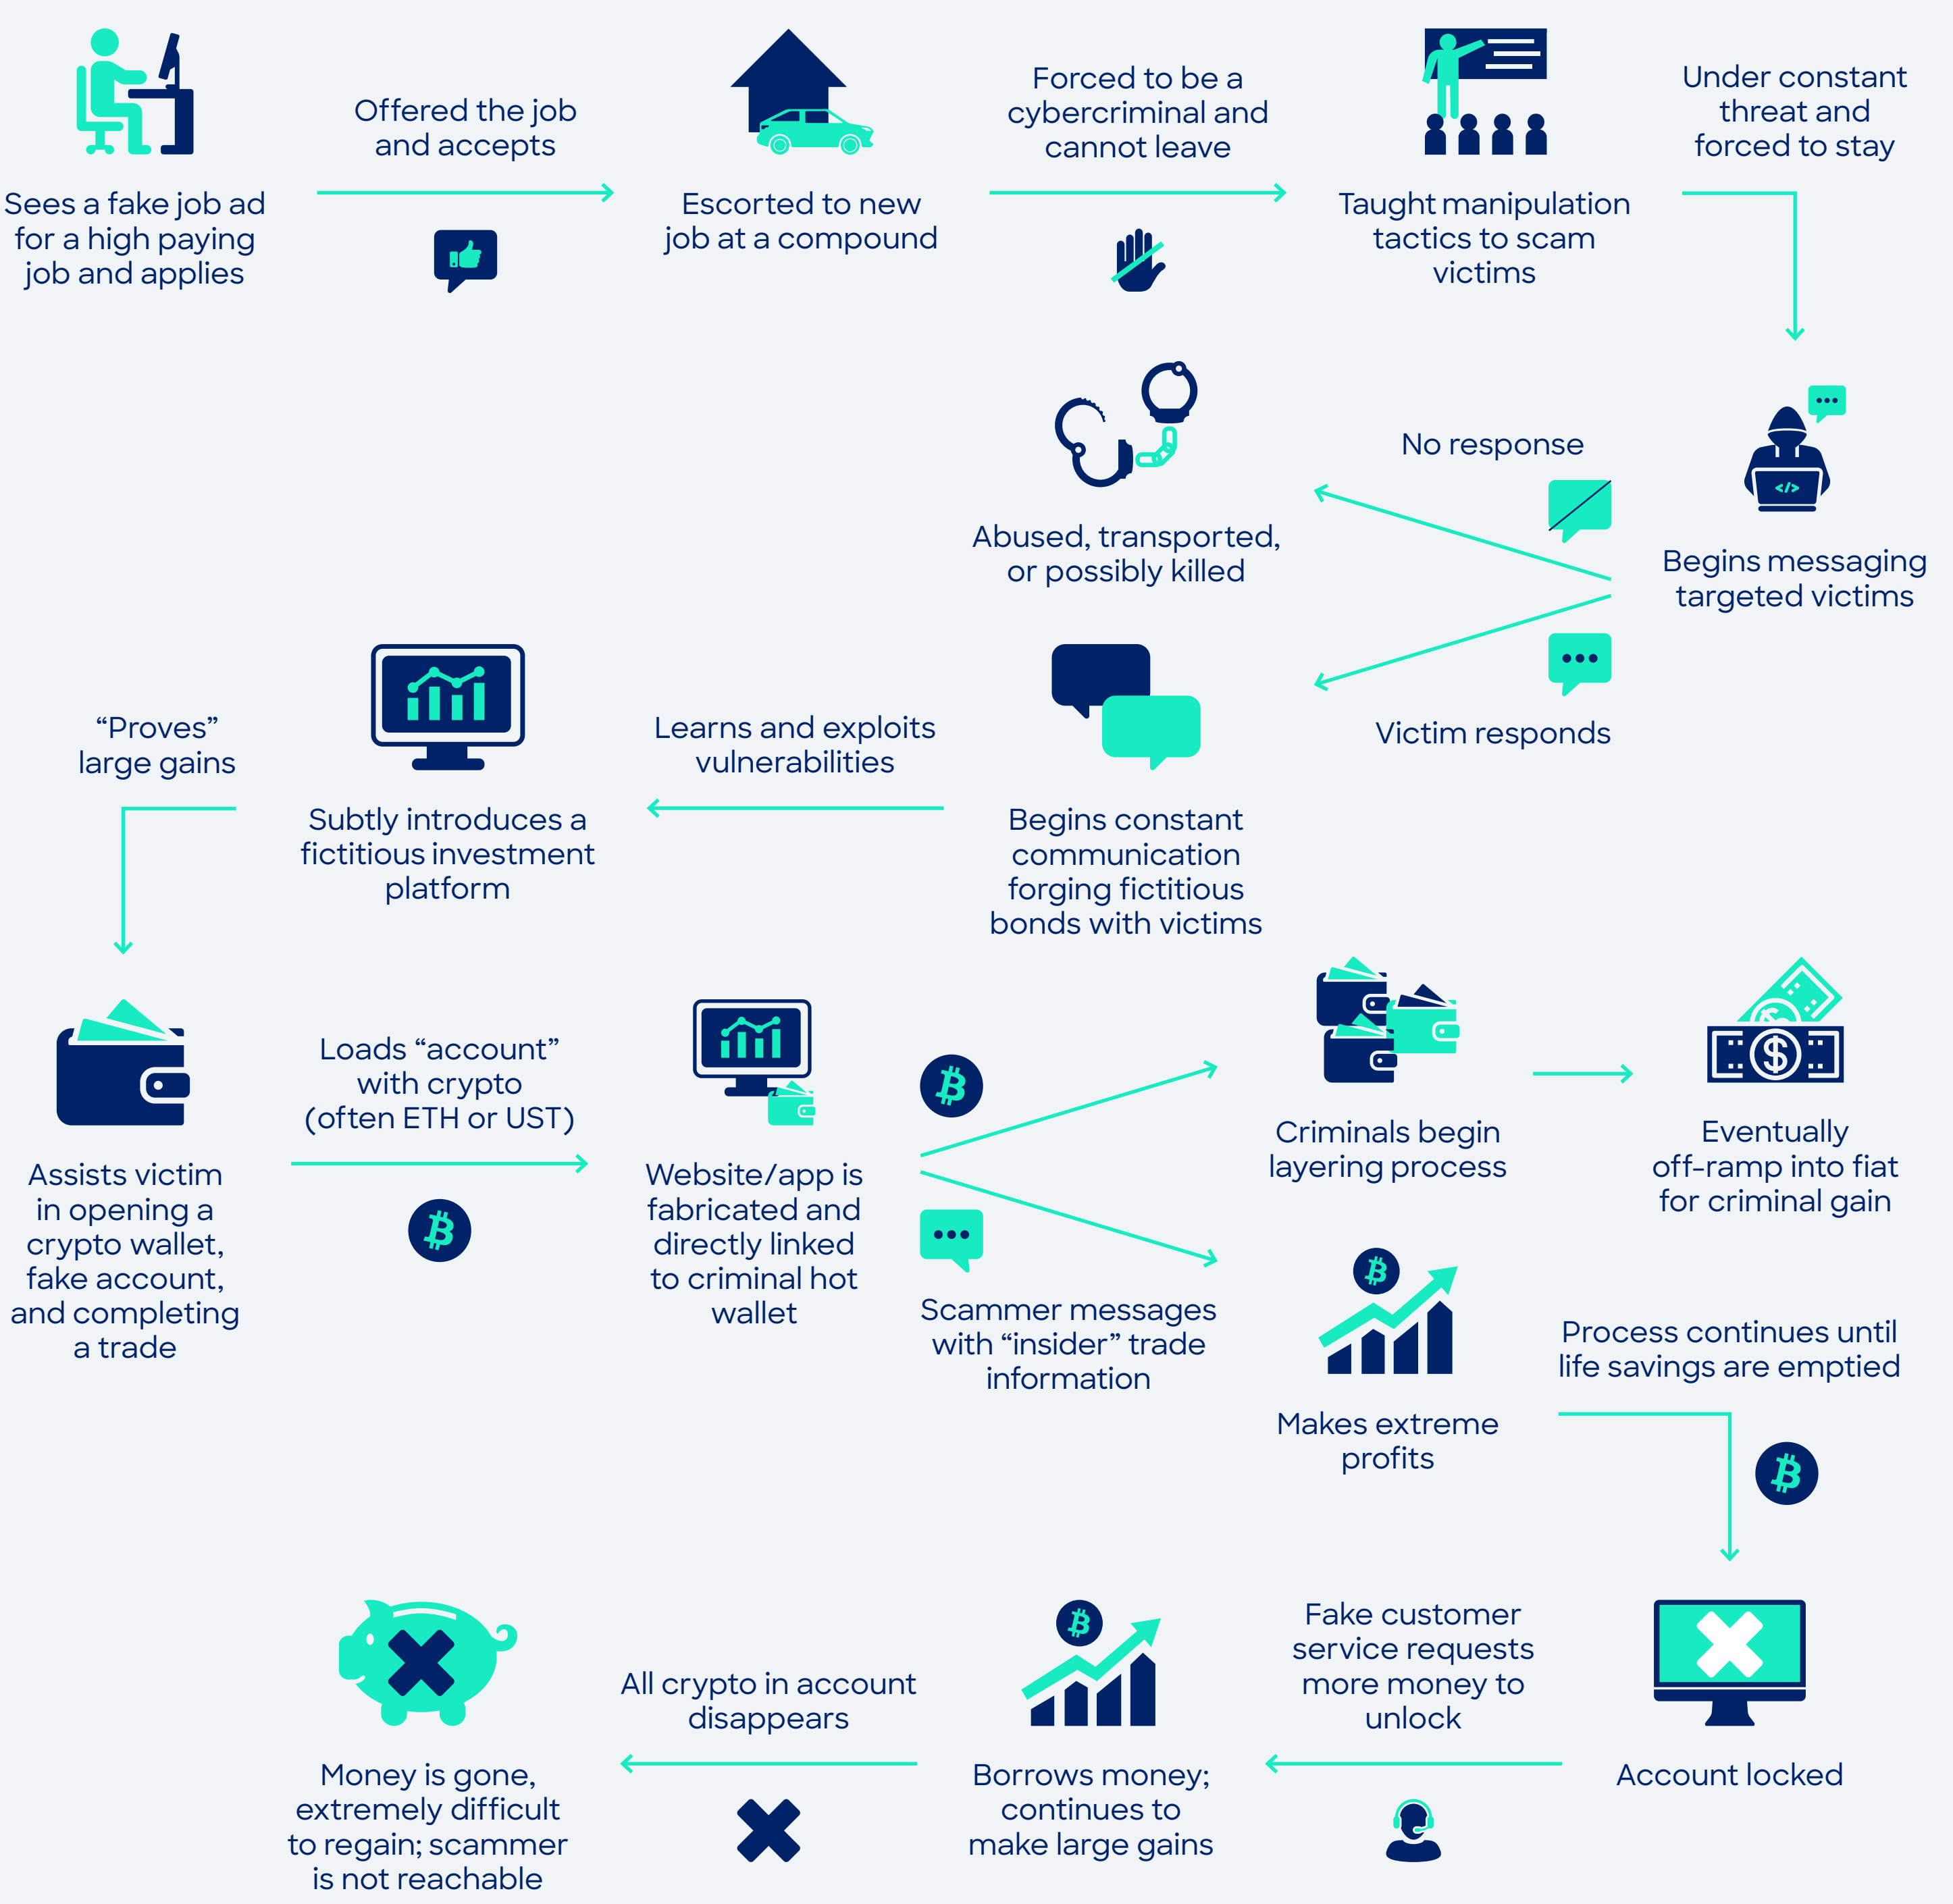 Sees a fake job ad
for a high paying
job and applies
Offered the job
and accepts
Escorted to new
job at a compound
Forced to be a
cybercriminal and
cannot leave
Taught manipulation
tactics to scam
victims
Under constant
threat and
forced to stay
Begins messaging
targeted victims
No response
Abused, transported,
or possibly killed
Victim responds
Begins constant
communication
forging fictitious
bonds with victims
Learns and exploits
vulnerabilities
Subtly introduces a
fictitious investment
platform
“Proves”
large gains
Assists victim
in opening a
crypto wallet,
fake account,
and completing
a trade
Loads “account”
with crypto
(often ETH or UST)
Website/app is
fabricated and
directly linked
to criminal hot
wallet
Criminals begin
layering process
Eventually
off-ramp into fiat
for criminal gain
Scammer messages
with “insider” trade
information
Makes extreme
profits
Process continues until
life savings are emptied
Account locked
Fake customer
service requests
more money to
unlock
Borrows money;
continues to
make large gains
All crypto in account
disappears
Money is gone,
extremely difficult
to regain; scammer
is not reachable